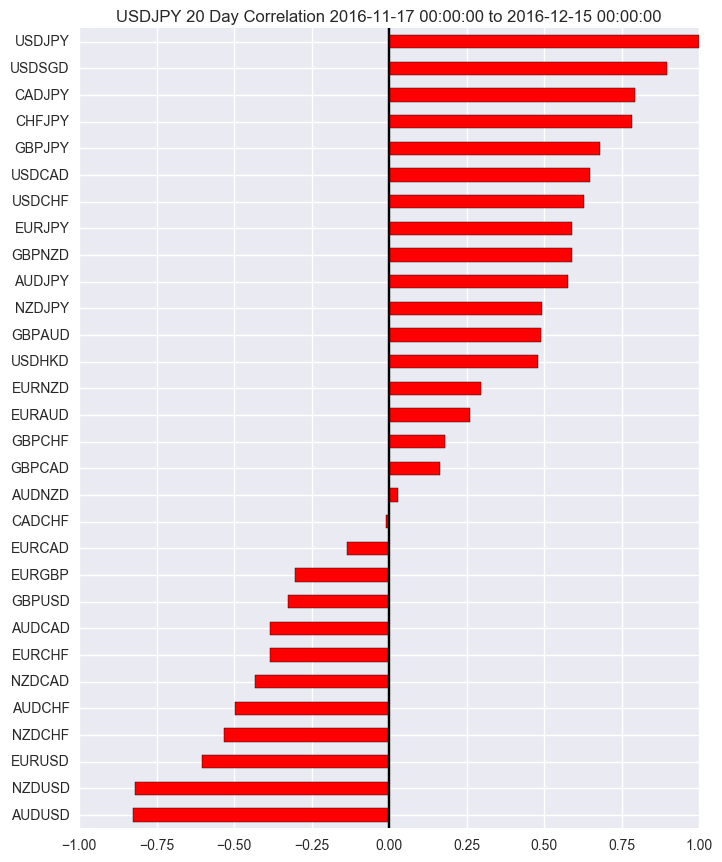 USDJPY 20 Day Correlation 2016-11-17 00:00:00 to 2016-12-15 00:00:00
USDJPY
USDSGD
CADJPY
CHFJPY
GBPJPY
USDCAD
USDCHF
EURJPY
GBPNZD
AUDJPY
NZDJPY
GBPAUD
USDHKD
EURNZD
EURAUD
GBPCHF
GBPCAD
AUDNZD
CADCHF
EURCAD
EURGBP
GBPUSD
AUDCAD
EURCHF
NZDCAD
AUDCHF
NZDCHF
EURUSD
NZDUSD
AUDUSD
−1.00 −0.75 −0.50 −0.25 0.00 0.25 0.50 0.75 1.00